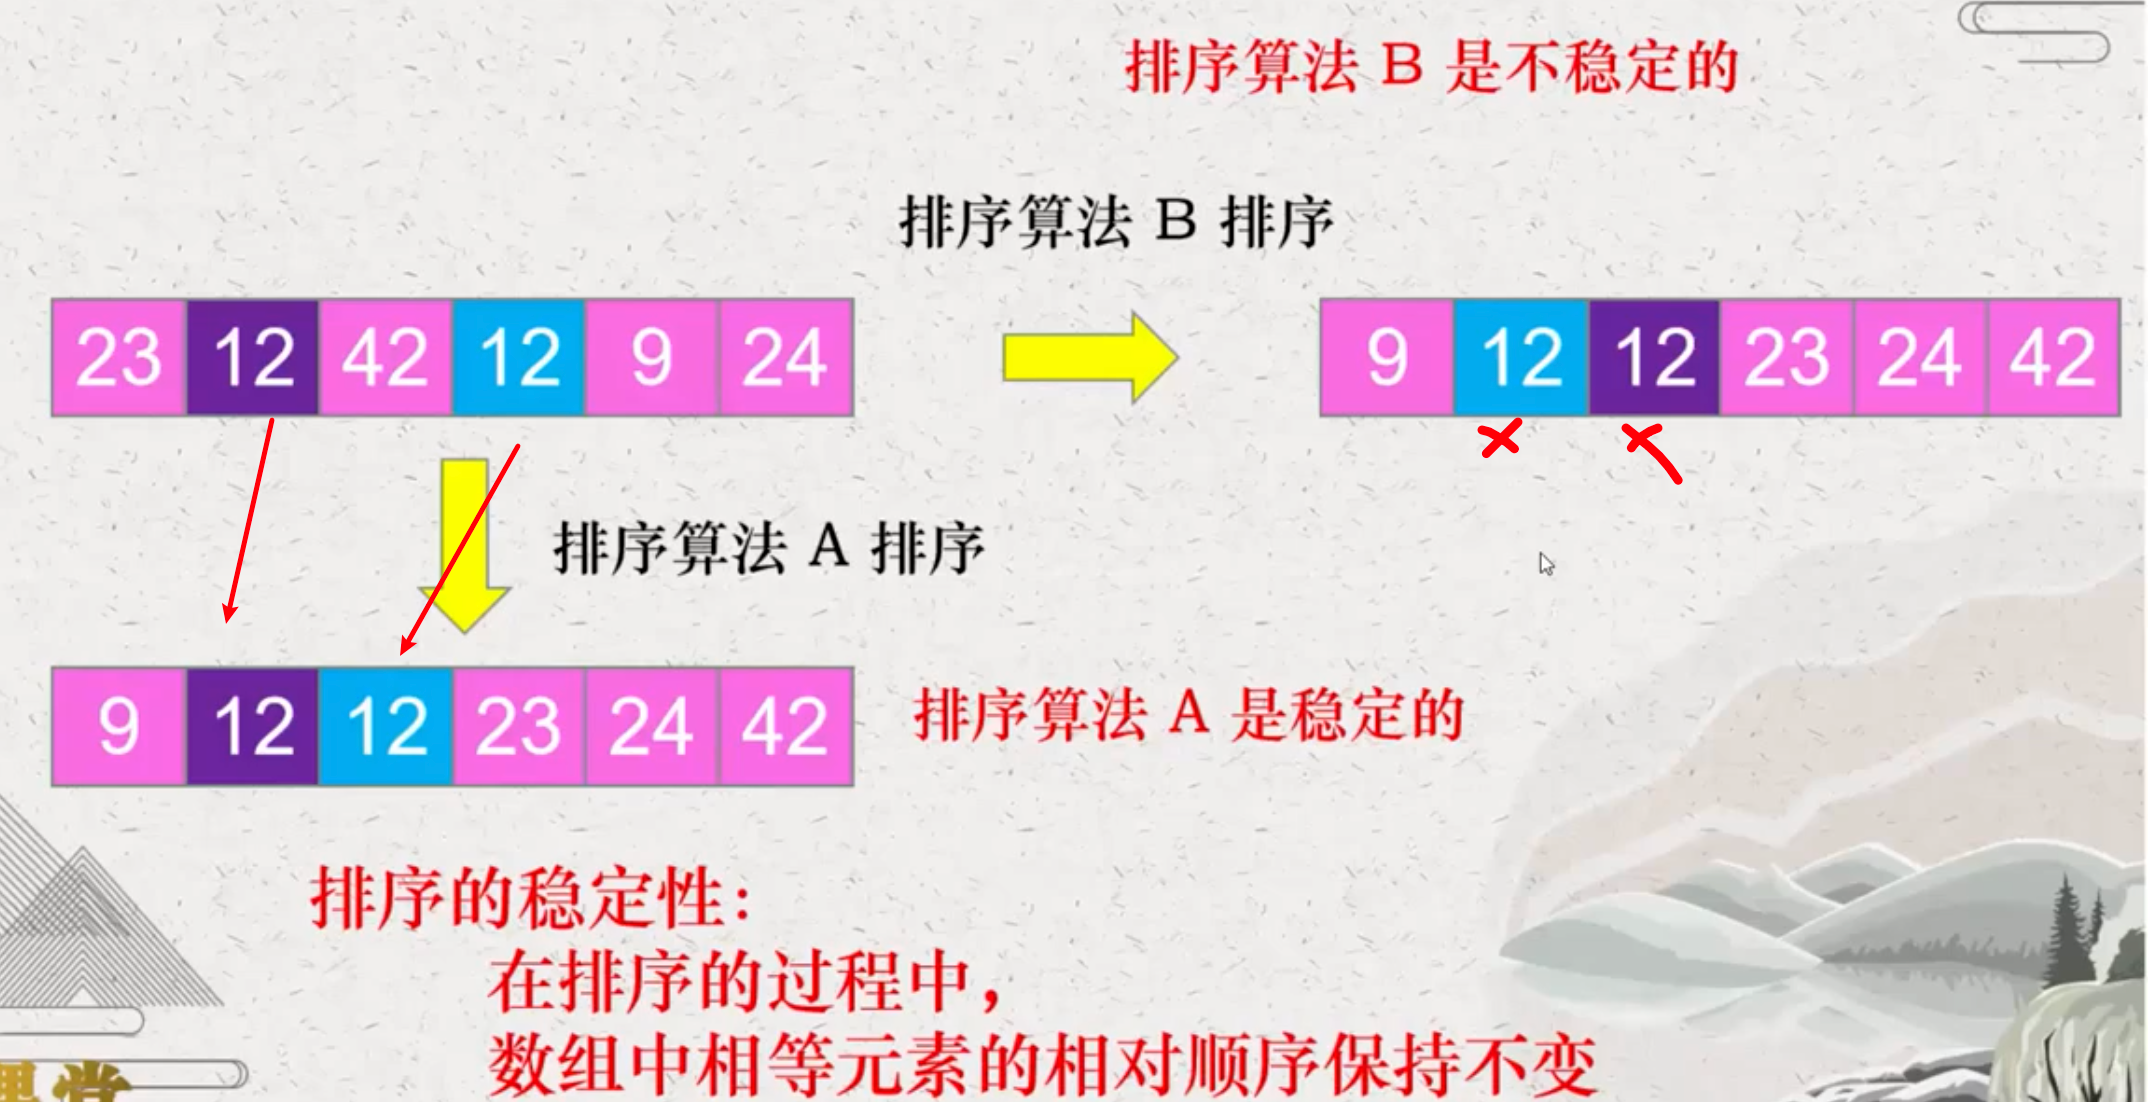 排序算法 B 是不稳定的
排序算法 B 排序
23 12 42 12 9 24
9 12 12 23 24 42
排序算法 A 排序
9 12 12 23 24 42
排序算法 A 是稳定的
排序的稳定性：
在排序的过程中，
数组中相等元素的相对顺序保持不变
课堂